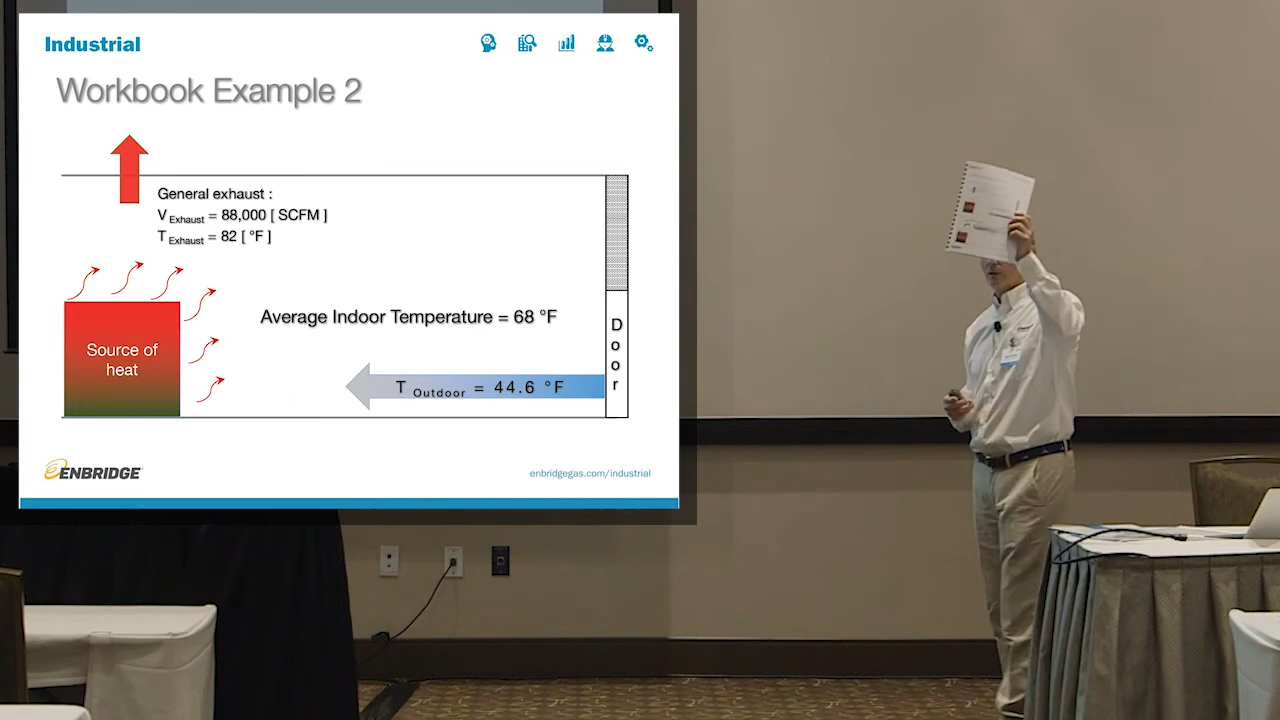 Industrial
Workbook Example 2
General exhaust :
V Exhaust = 88,000 [ SCFM ]
T Exhaust = 82 [ °F ]
Source of
heat
Average Indoor Temperature = 68 °F
T Outdoor = 44.6 °F
Door
ENBRIDGE
enbridgegas.com/industrial